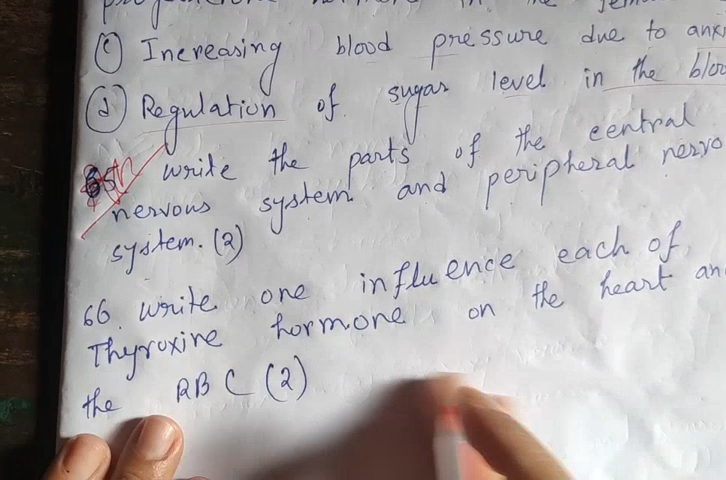 (c) Increasing blood pressure due to
(d) Regulation of sugar level in the
write the parts of the central
nervous system and peripheral nervo
system. (2)
66. Write one influence each of
Thyroxine hormone on the heart an
the RBC (2)